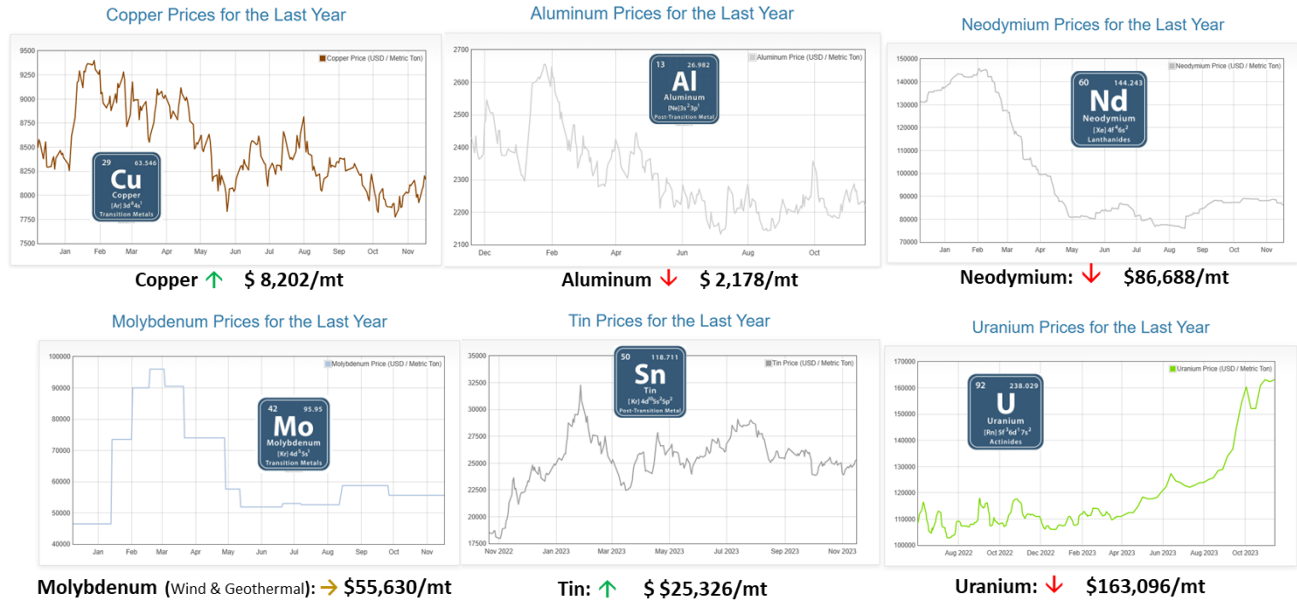 Copper Prices for the Last Year
9500
9250
9000
8750
8500
8250
8000
7750
7500
Copper Price (USD / Metric Ton)
29 63.546
Cu
Copper
[Ar] 3d¹⁰4s¹
Transition Metals
Jan Feb Mar Apr May Jun Jul Aug Sep Oct Nov
Copper ↑ $ 8,202/mt
Aluminum Prices for the Last Year
2700
2600
2500
2400
2300
2200
2100
Aluminum Price (USD / Metric Ton)
13 26.982
Al
Aluminum
[Ne]3s²3p¹
Post-Transition Metal
Dec Feb Apr Jun Aug Oct
Aluminum ↓ $ 2,178/mt
Neodymium Prices for the Last Year
150000
140000
130000
120000
110000
100000
90000
80000
70000
Neodymium Price (USD / Metric Ton)
60 144.243
Nd
Neodymium
[Xe] 4f⁴6s²
Lanthanides
Jan Feb Mar Apr May Jun Jul Aug Sep Oct Nov
Neodymium: ↓ $86,688/mt
Molybdenum Prices for the Last Year
100000
90000
80000
70000
60000
50000
40000
Molybdenum Price (USD / Metric Ton)
42 95.95
Mo
Molybdenum
[Kr] 4d⁵5s¹
Transition Metals
Jan Feb Mar Apr May Jun Jul Aug Sep Oct Nov
Molybdenum (Wind & Geothermal): → $55,630/mt
Tin Prices for the Last Year
35000
32500
30000
27500
25000
22500
20000
17500
Tin Price (USD / Metric Ton)
50 118.711
Sn
Tin
[Kr] 4d¹⁰5s²5p²
Post-Transition Metal
Nov 2022 Jan 2023 Mar 2023 May 2023 Jul 2023 Sep 2023 Nov 2023
Tin: ↑ $ $25,326/mt
Uranium Prices for the Last Year
170000
160000
150000
140000
130000
120000
110000
100000
Uranium Price (USD / Metric Ton)
92 238.029
U
Uranium
[Rn] 5f³6d¹7s²
Actinides
Aug 2022 Oct 2022 Dec 2022 Feb 2023 Apr 2023 Jun 2023 Aug 2023 Oct 2023
Uranium: ↓ $163,096/mt